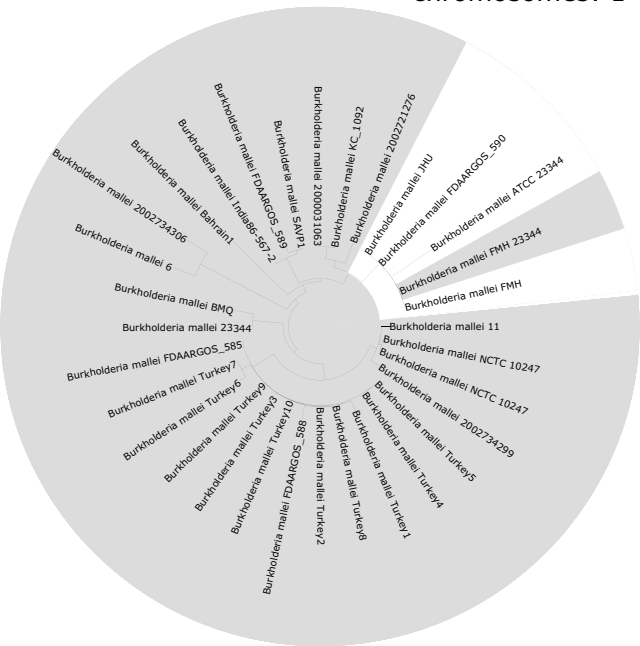 Burkholderia mallei 2002721276
Burkholderia mallei KC_1092
Burkholderia mallei 2000031063
Burkholderia mallei SAVP1
Burkholderia mallei FDAARGOS_589
Burkholderia mallei India86-567-2
Burkholderia mallei Bahrain1
Burkholderia mallei 2002734306
Burkholderia mallei 6
Burkholderia mallei BMQ
Burkholderia mallei 23344
Burkholderia mallei FDAARGOS_585
Burkholderia mallei Turkey7
Burkholderia mallei Turkey6
Burkholderia mallei Turkey9
Burkholderia mallei Turkey3
Burkholderia mallei Turkey10
Burkholderia mallei FDAARGOS_588
Burkholderia mallei Turkey2
Burkholderia mallei Turkey8
Burkholderia mallei Turkey1
Burkholderia mallei Turkey4
Burkholderia mallei Turkey5
Burkholderia mallei 2002734299
Burkholderia mallei NCTC 10247
Burkholderia mallei NCTC 10247
Burkholderia mallei 11
Burkholderia mallei FMH
Burkholderia mallei FMH 23344
Burkholderia mallei ATCC 23344
Burkholderia mallei FDAARGOS_590
Burkholderia mallei JHU